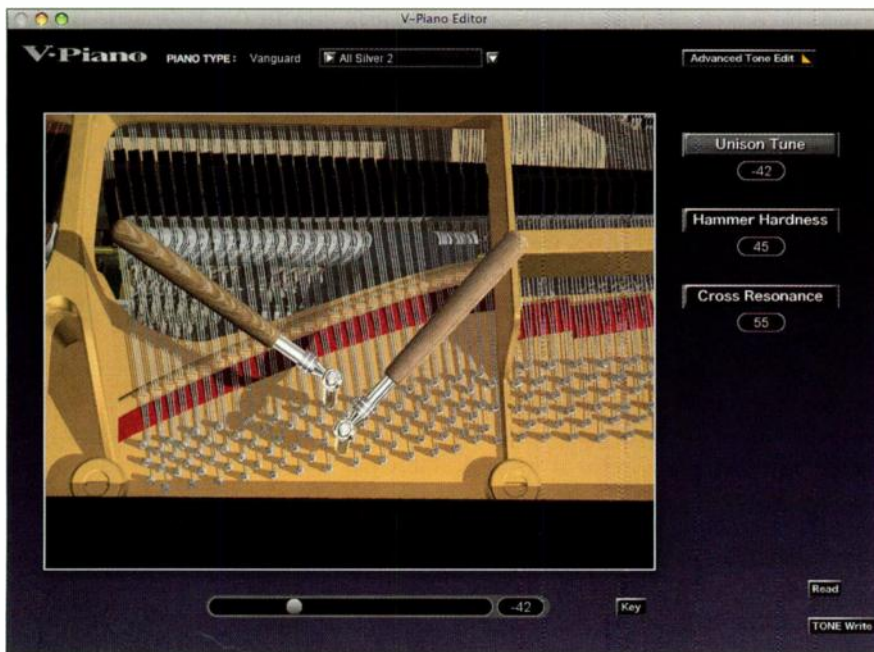 V-Piano Editor
V-Piano PIANO TYPE: Vanguard All Silver 2
Advanced Tone Edit
Unison Tune
-42
Hammer Hardness
45
Cross Resonance
55
-42
Key
Read
TONE Write